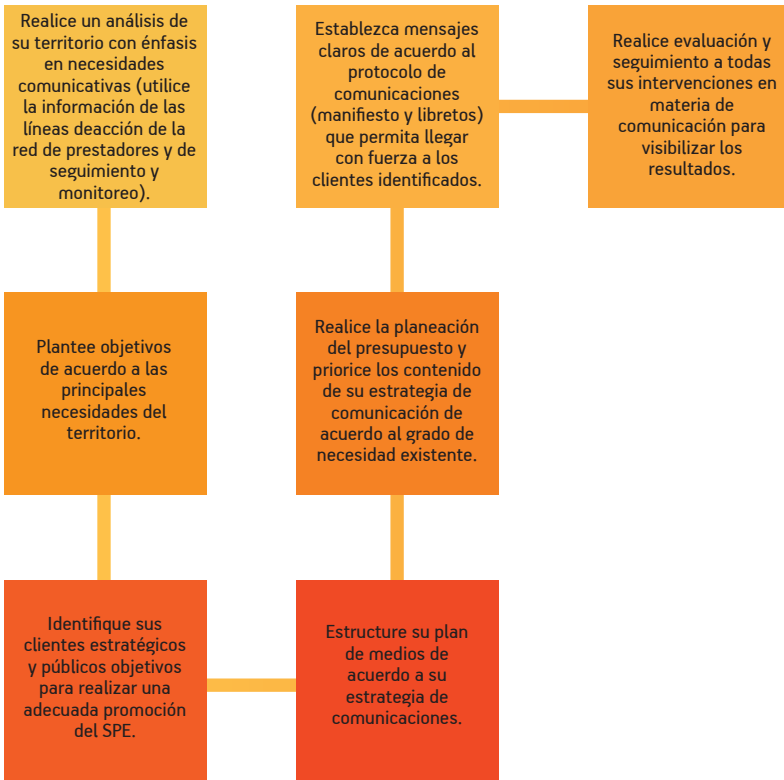 Realice un análisis de
su territorio con énfasis
en necesidades
comunicativas (utilice
la información de las
líneas deacción de la
red de prestadores y de
seguimiento y
monitoreo).
Plantee objetivos
de acuerdo a las
principales
necesidades del
territorio.
Identifique sus
clientes estratégicos
y públicos objetivos
para realizar una
adecuada promoción
del SPE.
Estructure su plan
de medios de
acuerdo a su
estrategia de
comunicaciones.
Realice la planeación
del presupuesto y
priorice los contenido
de su estrategia de
comunicación de
acuerdo al grado de
necesidad existente.
Establezca mensajes
claros de acuerdo al
protocolo de
comunicaciones
(manifiesto y libretos)
que permita llegar
con fuerza a los
clientes identificados.
Realice evaluación y
seguimiento a todas
sus intervenciones en
materia de
comunicación para
visibilizar los
resultados.